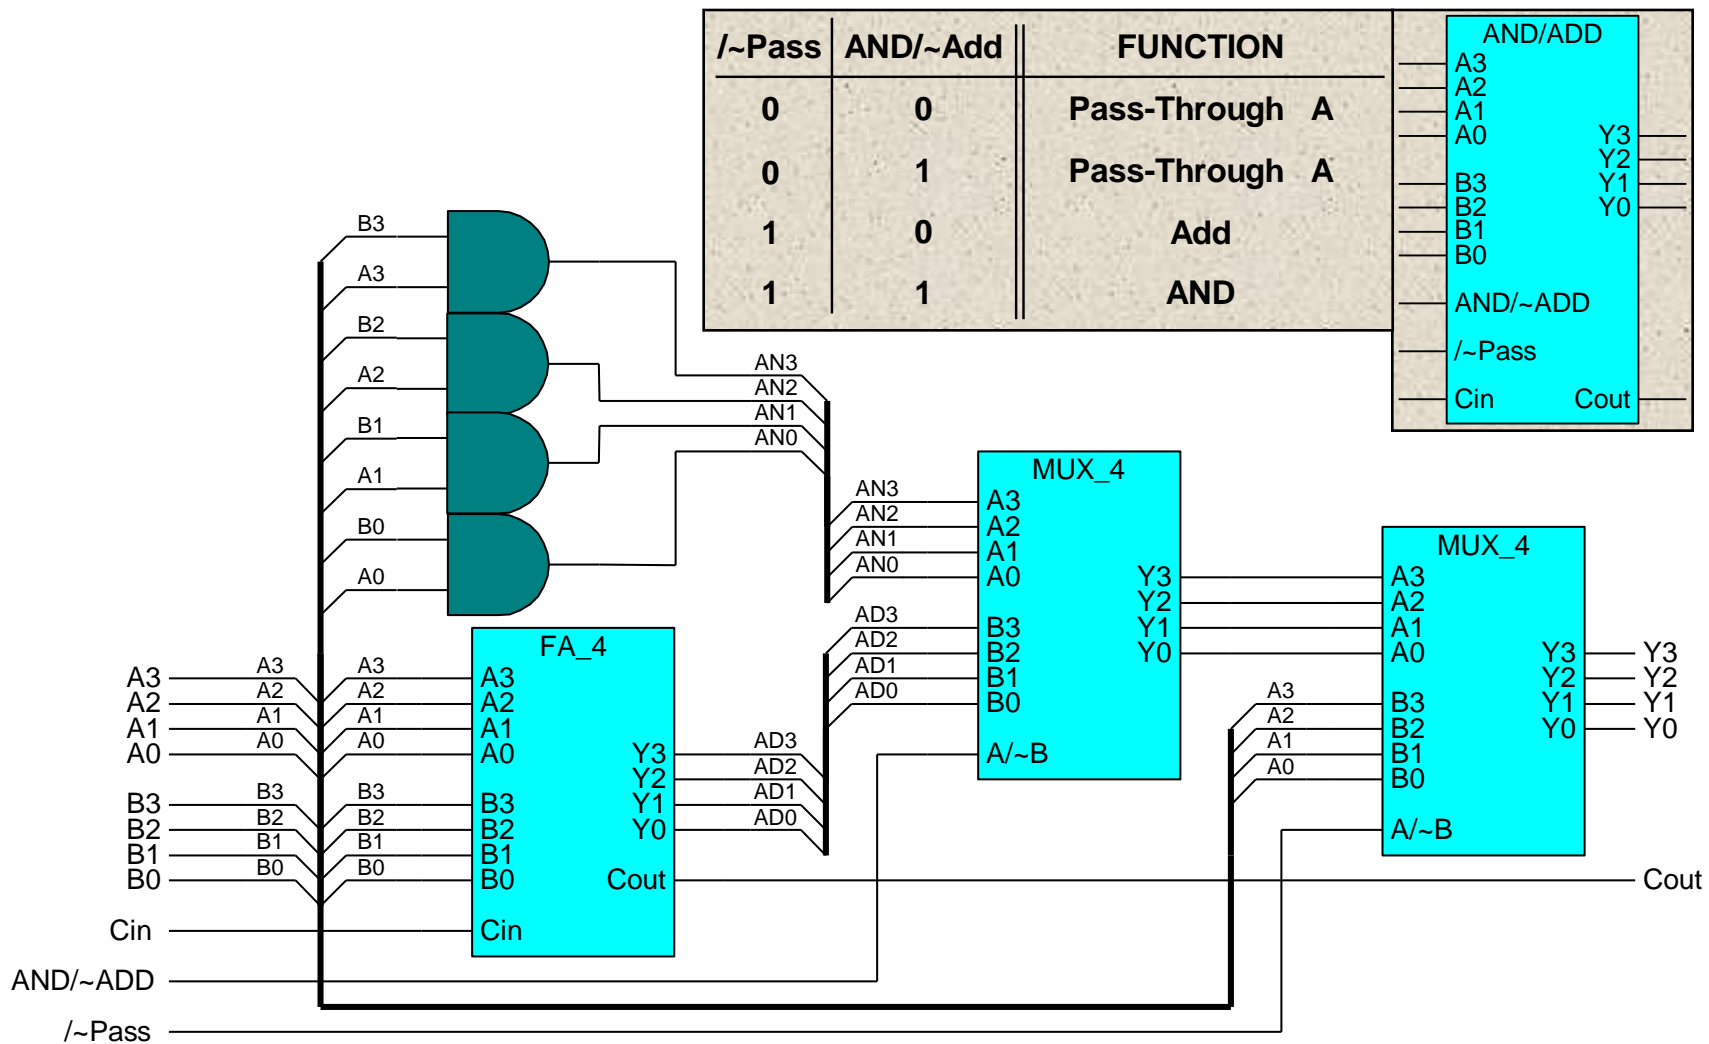 /~Pass AND/~Add FUNCTION
0 0 Pass-Through A
0 1 Pass-Through A
1 0 Add
1 1 AND
AND/ADD
A3
A2
A1
A0
B3
B2
B1
B0
AND/~ADD
/~Pass
Cin
Y3
Y2
Y1
Y0
Cout
B3
A3
B2
A2
B1
A1
B0
A0
AN3
AN2
AN1
AN0
A3 A3 A3
A2 A2 A2
A1 A1 A1
A0 A0 A0
B3 B3 B3
B2 B2 B2
B1 B1 B1
B0 B0 B0
Cin
AND/~ADD
/~Pass
FA_4
A3
A2
A1
A0
B3
B2
B1
B0
Cin
Y3
Y2
Y1
Y0
Cout
AD3
AD2
AD1
AD0
AN3
AN2
AN1
AN0
AD3
AD2
AD1
AD0
MUX_4
A3
A2
A1
A0
B3
B2
B1
B0
A/~B
Y3
Y2
Y1
Y0
A3
A2
A1
A0
MUX_4
A3
A2
A1
A0
B3
B2
B1
B0
A/~B
Y3 Y3
Y2 Y2
Y1 Y1
Y0 Y0
Cout